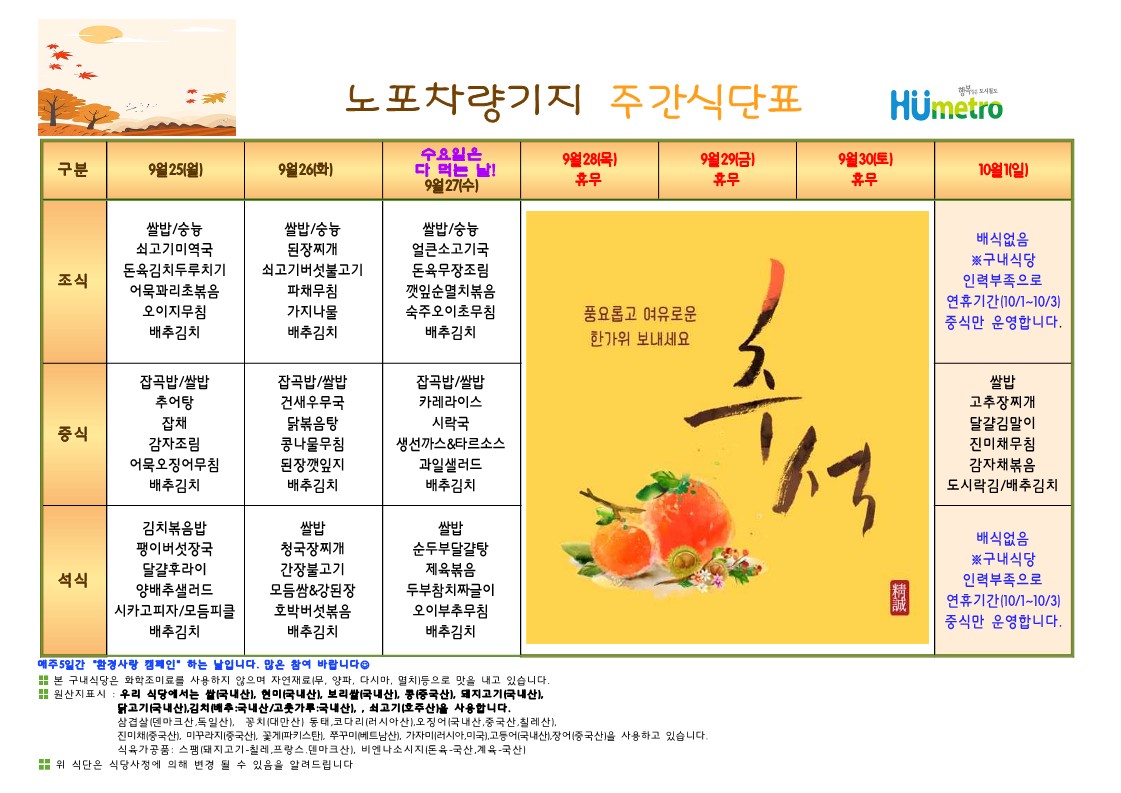 노포차량기지 주간식단표
행복을 주는 도시철도
Hümetro
구분
9월25(월)
9월26(화)
수요일은
다 먹는 날!
9월27(수)
9월28(목)
휴무
9월29(금)
휴무
9월30(토)
휴무
10월1(일)
조식
쌀밥/숭늉
쇠고기미역국
돈육김치두루치기
어묵꽈리초볶음
오이지무침
배추김치
쌀밥/숭늉
된장찌개
쇠고기버섯불고기
파채무침
가지나물
배추김치
쌀밥/숭늉
얼큰소고기국
돈육무장조림
깻잎순멸치볶음
숙주오이초무침
배추김치
풍요롭고 여유로운
한가위 보내세요
추석
精誠
배식없음
※구내식당
인력부족으로
연휴기간(10/1~10/3)
중식만 운영합니다.
중식
잡곡밥/쌀밥
추어탕
잡채
감자조림
어묵오징어무침
배추김치
잡곡밥/쌀밥
건새우무국
닭볶음탕
콩나물무침
된장깻잎지
배추김치
잡곡밥/쌀밥
카레라이스
시락국
생선까스&타르소스
과일샐러드
배추김치
쌀밥
고추장찌개
달걀김말이
진미채무침
감자채볶음
도시락김/배추김치
석식
김치볶음밥
팽이버섯장국
달걀후라이
양배추샐러드
시카고피자/모듬피클
배추김치
쌀밥
청국장찌개
간장불고기
모듬쌈&강된장
호박버섯볶음
배추김치
쌀밥
순두부달걀탕
제육볶음
두부참치짜글이
오이부추무침
배추김치
배식없음
※구내식당
인력부족으로
연휴기간(10/1~10/3)
중식만 운영합니다.
매주5일간 "환경사랑 캠페인" 하는 날입니다. 많은 참여 바랍니다☺
본 구내식당은 화학조미료를 사용하지 않으며 자연재료(무, 양파, 다시마, 멸치)등으로 맛을 내고 있습니다.
원산지표시 : 우리 식당에서는 쌀(국내산), 현미(국내산), 보리쌀(국내산), 콩(중국산), 돼지고기(국내산),
닭고기(국내산),김치(배추:국내산/고춧가루:국내산), , 쇠고기(호주산)을 사용합니다.
삼겹살(덴마크산,독일산), 꽁치(대만산) 동태,코다리(러시아산),오징어(국내산,중국산,칠레산),
진미채(중국산), 미꾸라지(중국산), 꽃게(파키스탄), 쭈꾸미(베트남산), 가자미(러시아,미국),고등어(국내산),장어(중국산)을 사용하고 있습니다.
식육가공품: 스팸(돼지고기-칠레,프랑스.덴마크산), 비엔나소시지(돈육-국산,계육-국산)
위 식단은 식당사정에 의해 변경 될 수 있음을 알려드립니다